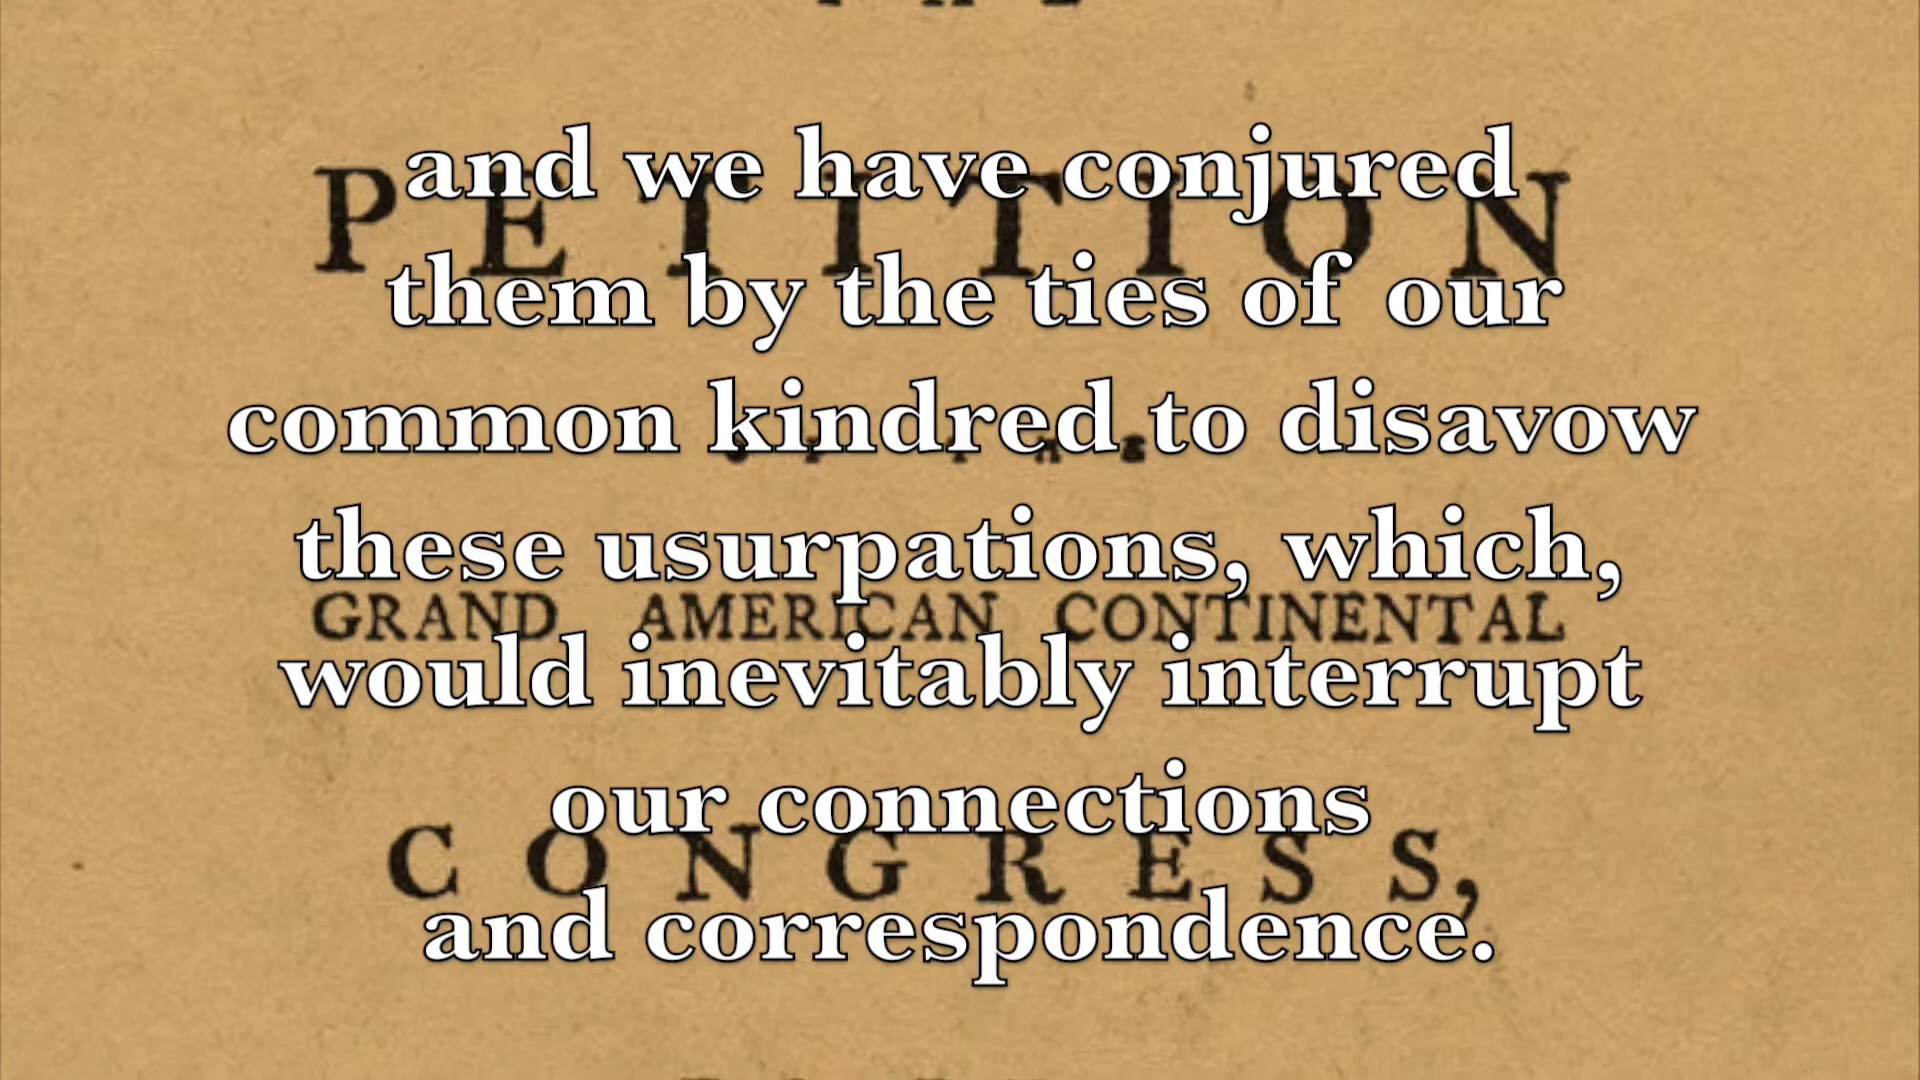 and we have conjured
them by the ties of our
common kindred to disavow
these usurpations, which,
would inevitably interrupt
our connections
and correspondence.
PETITION
GRAND AMERICAN CONTINENTAL
CONGRESS,